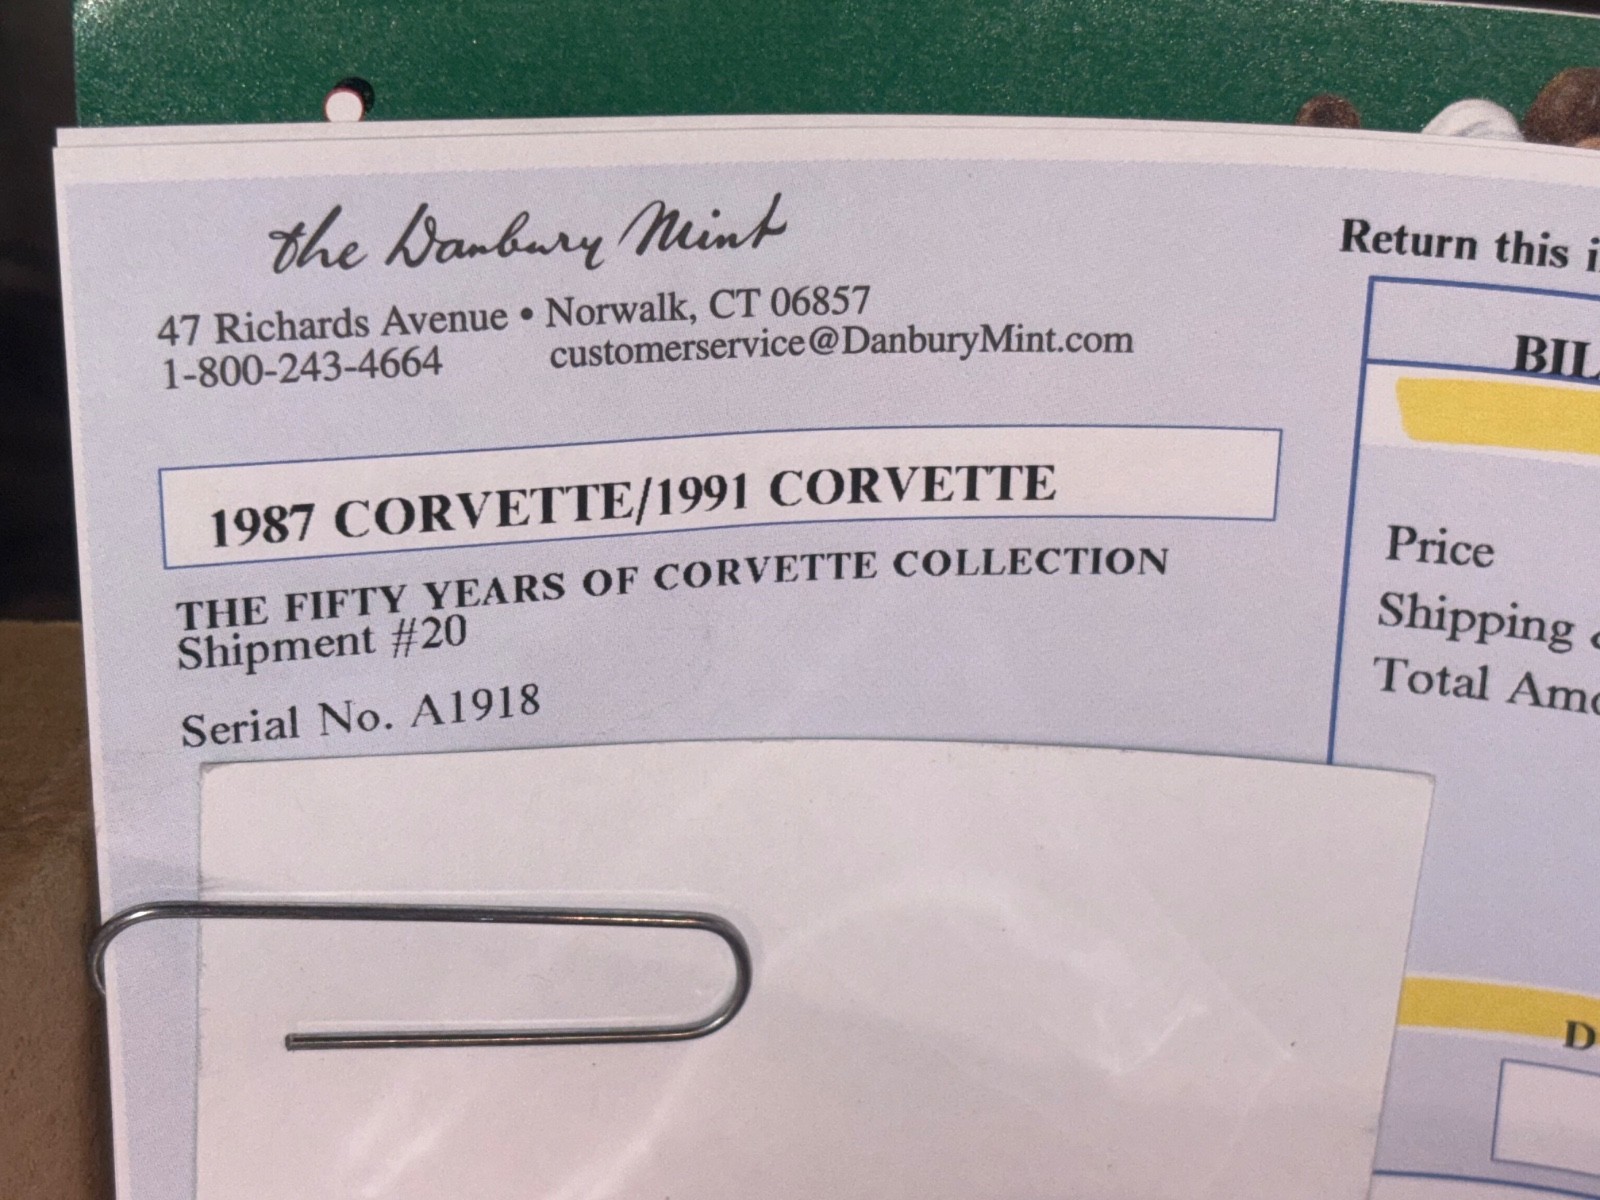 the Danbury Mint
47 Richards Avenue • Norwalk, CT 06857
1-800-243-4664 customerservice@DanburyMint.com
1987 CORVETTE/1991 CORVETTE
THE FIFTY YEARS OF CORVETTE COLLECTION
Shipment #20
Serial No. A1918
Return this
Price
Shipping
Total